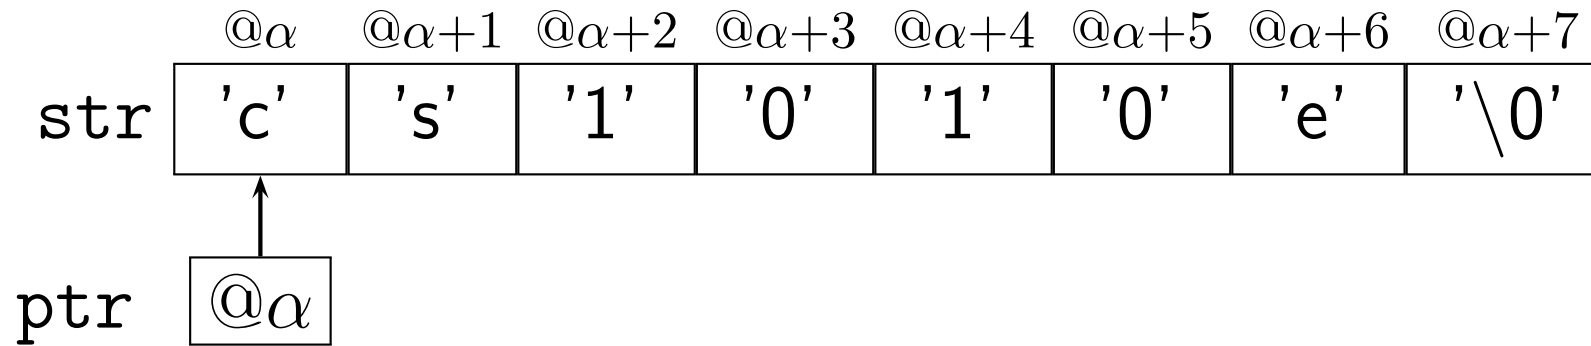 @α @α+1 @α+2 @α+3 @α+4 @α+5 @α+6 @α+7
str 'c' 's' '1' '0' '1' '0' 'e' '\0'
ptr @α